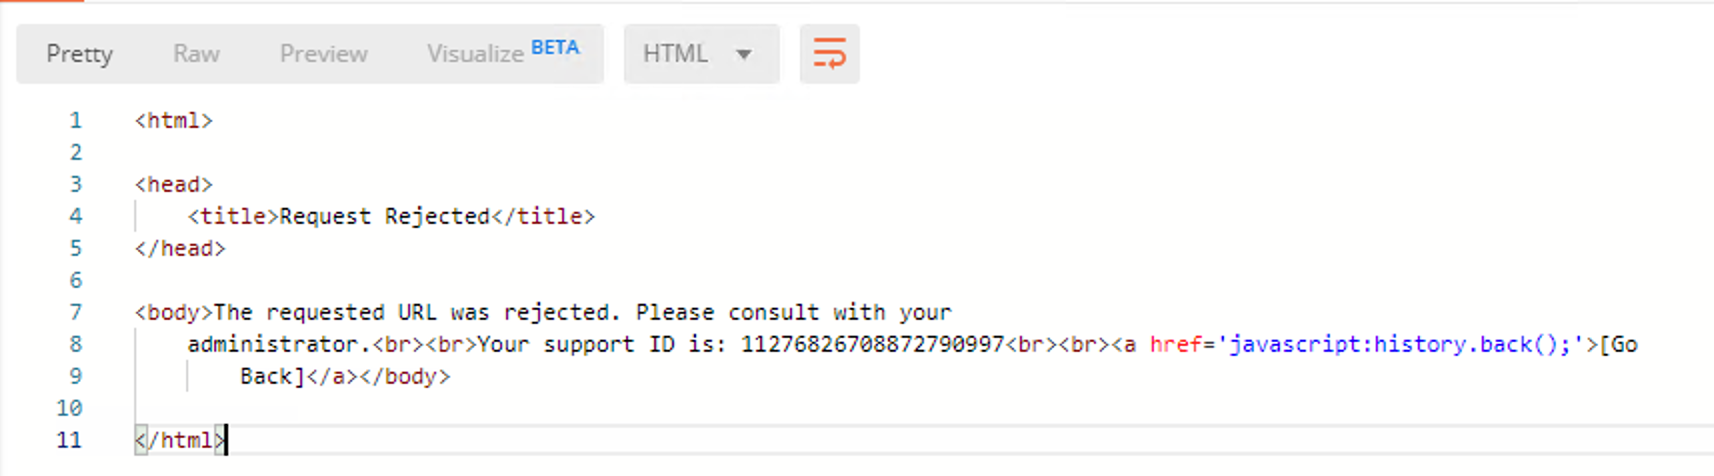 Pretty Raw Preview Visualize BETA HTML
1 <html>
2
3 <head>
4 <title>Request Rejected</title>
5 </head>
6
7 <body>The requested URL was rejected. Please consult with your
8 administrator.<br><br>Your support ID is: 11276826708872790997<br><br><a href='javascript:history.back();'>[Go
9 Back]</a></body>
10
11 </html>